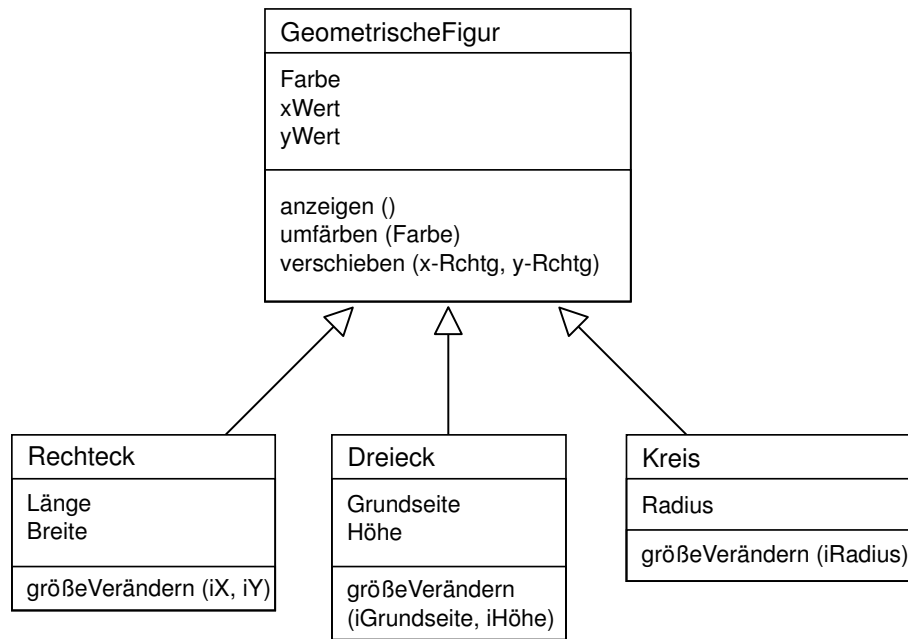 GeometrischeFigur
Farbe
xWert
yWert
anzeigen ()
umfärben (Farbe)
verschieben (x-Rchtg, y-Rchtg)
Rechteck
Länge
Breite
größeVerändern (iX, iY)
Dreieck
Grundseite
Höhe
größeVerändern
(iGrundseite, iHöhe)
Kreis
Radius
größeVerändern (iRadius)